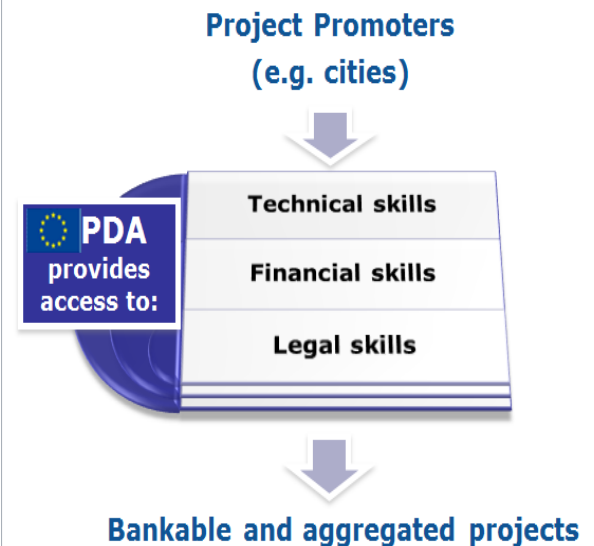 Project Promoters
(e.g. cities)
PDA
provides
access to:
Technical skills
Financial skills
Legal skills
Bankable and aggregated projects